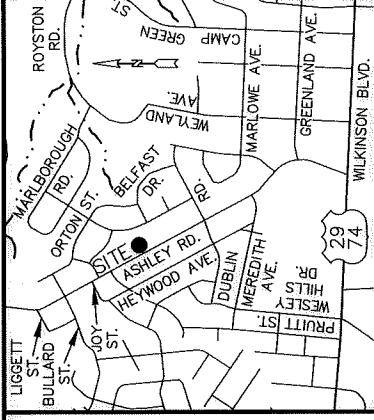 ROYSTON
RD.
ST
CAMP
GREEN
MARLBOROUGH
RD.
WEYLAND
AVE.
MARLOWE AVE.
GREENLAND AVE.
WILKINSON BLVD.
BELFAST
DR.
ORTON ST.
SITE
ASHLEY RD.
HEYWOOD AVE.
RD.
DUBLIN
MEREDITH
AVE.
WESLEY
HILLS
DR.
PRUITT ST.
29
74
LIGGETT
ST.
BULLARD
ST.
JOY
ST.
N